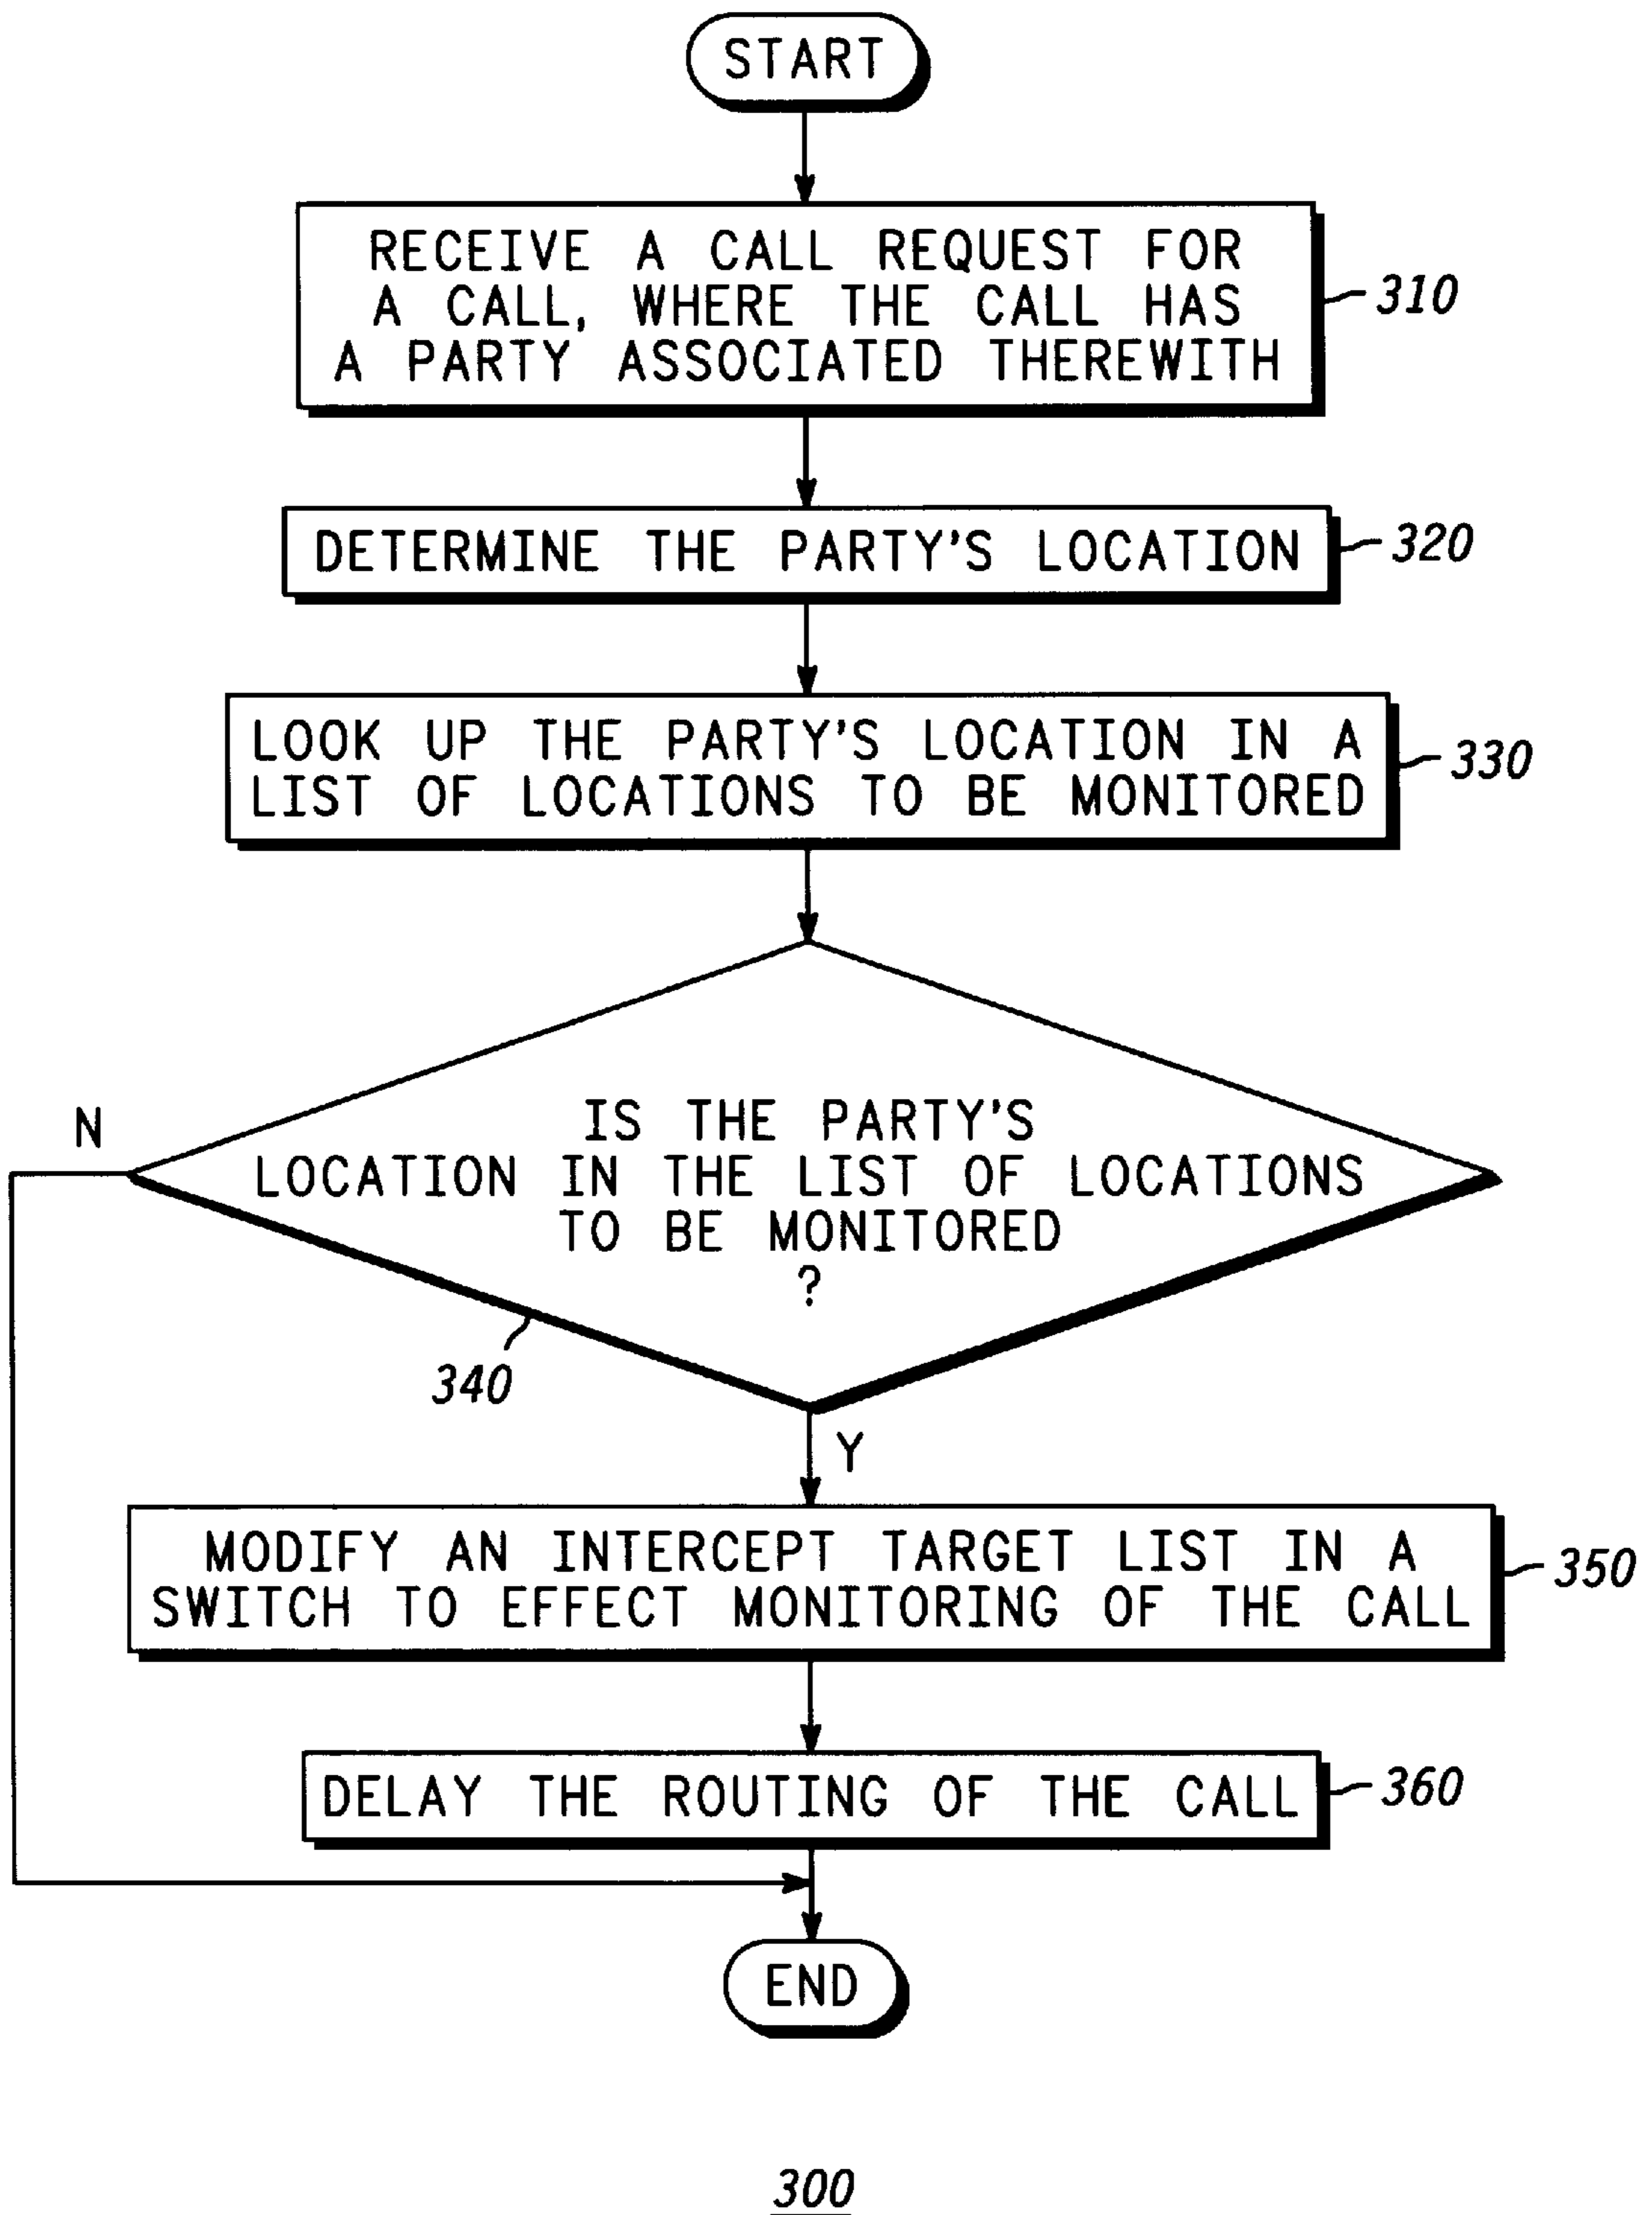 START
RECEIVE A CALL REQUEST FOR
A CALL, WHERE THE CALL HAS
A PARTY ASSOCIATED THEREWITH
310
DETERMINE THE PARTY'S LOCATION
320
LOOK UP THE PARTY'S LOCATION IN A
LIST OF LOCATIONS TO BE MONITORED
330
N
IS THE PARTY'S
LOCATION IN THE LIST OF LOCATIONS
TO BE MONITORED
?
340
Y
MODIFY AN INTERCEPT TARGET LIST IN A
SWITCH TO EFFECT MONITORING OF THE CALL
350
DELAY THE ROUTING OF THE CALL
360
END
300